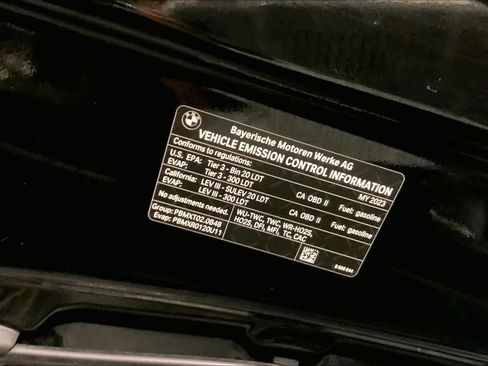 BMW
Bayerische Motoren Werke AG
VEHICLE EMISSION CONTROL INFORMATION
Conforms to regulations: MY 2023
U.S. EPA: Tier 3 - Bin 20 LDT CA OBD II Fuel: gasoline
EVAP: Tier 3 - 300 LDT
California: LEV III - SULEV 20 LDT CA OBD II Fuel: gasoline
EVAP: LEV III - 300 LDT
No adjustments needed.
Group: PBMXT02.0B48
Evap: PBMXR0120U11
WU-TWC, TWC, WR-HO2S,
HO2S, DFI, MFI, TC, CAC